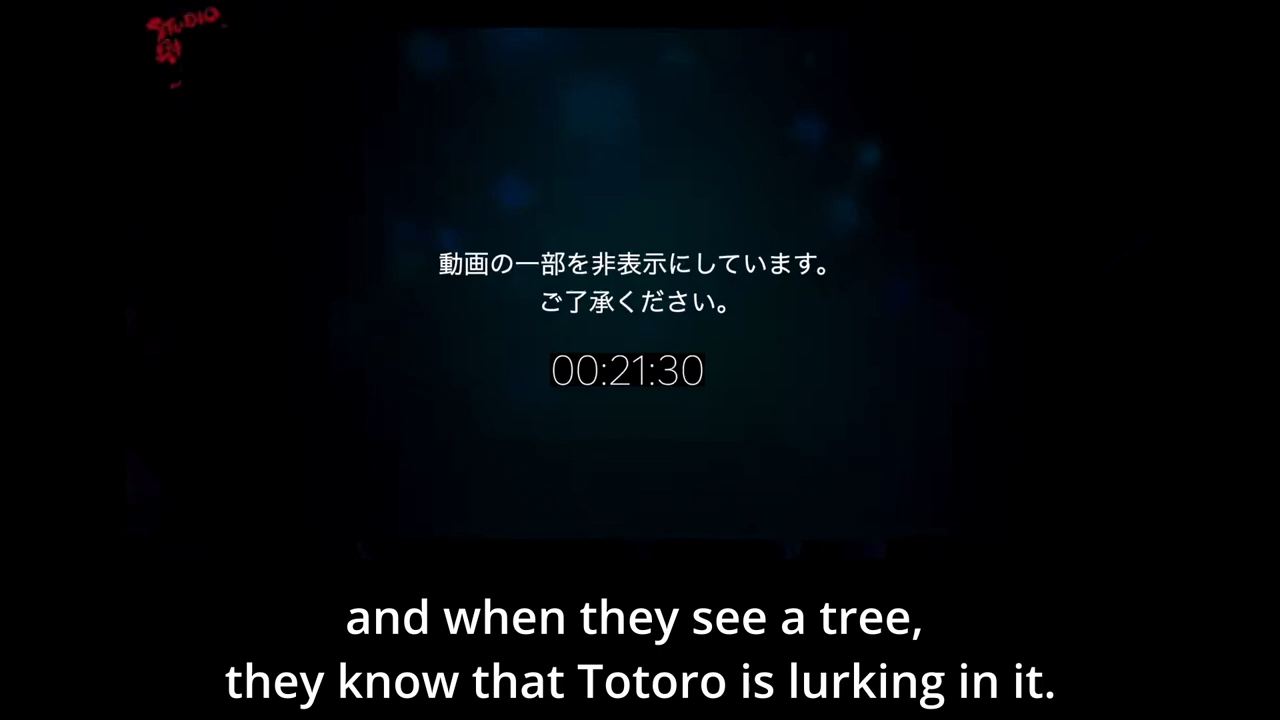 STUDIO
動画の一部を非表示にしています。
ご了承ください。
00:21:30
and when they see a tree,
they know that Totoro is lurking in it.